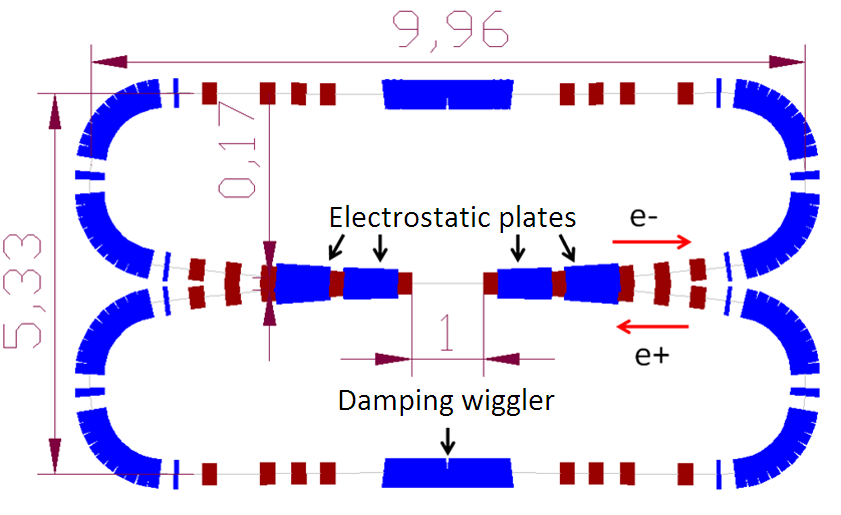 9,96
0,17
Electrostatic plates
e-
5,33
1
e+
Damping wiggler